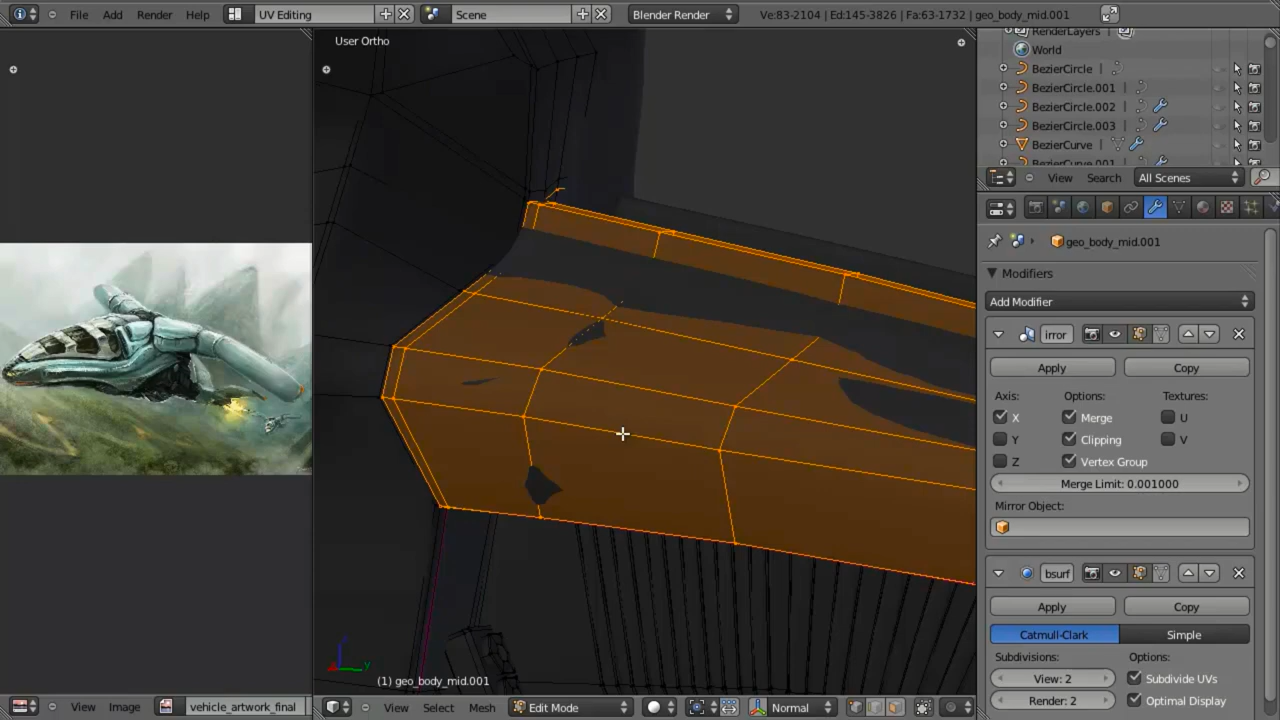 File Add Render Help UV Editing Scene Blender Render Ve:83-2104 | Ed:145-3826 | Fa:63-1732 | geo_body_mid.001
User Ortho
RenderLayers |
World
BezierCircle |
BezierCircle.001 |
BezierCircle.002 |
BezierCircle.003 |
BezierCurve |
BezierCurve.001
View Search All Scenes
geo_body_mid.001
Modifiers
Add Modifier
irror
Apply Copy
Axis: Options: Textures:
X Merge U
Y Clipping V
Z Vertex Group
Merge Limit: 0.001000
Mirror Object:
bsurf
Apply Copy
Catmull-Clark Simple
Subdivisions: Options:
View: 2 Subdivide UVs
Render: 2 Optimal Display
z
x y
(1) geo_body_mid.001
View Image vehicle_artwork_final View Select Mesh Edit Mode Normal